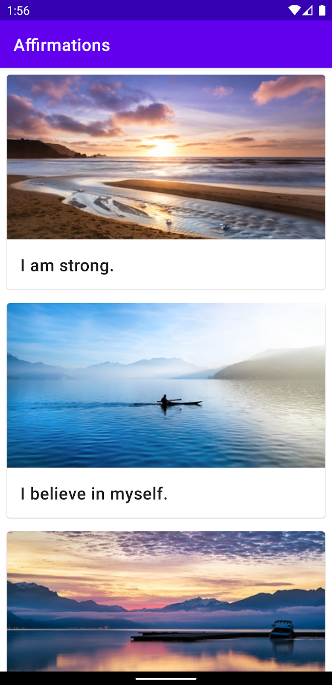 1:56
Affirmations
I am strong.
I believe in myself.